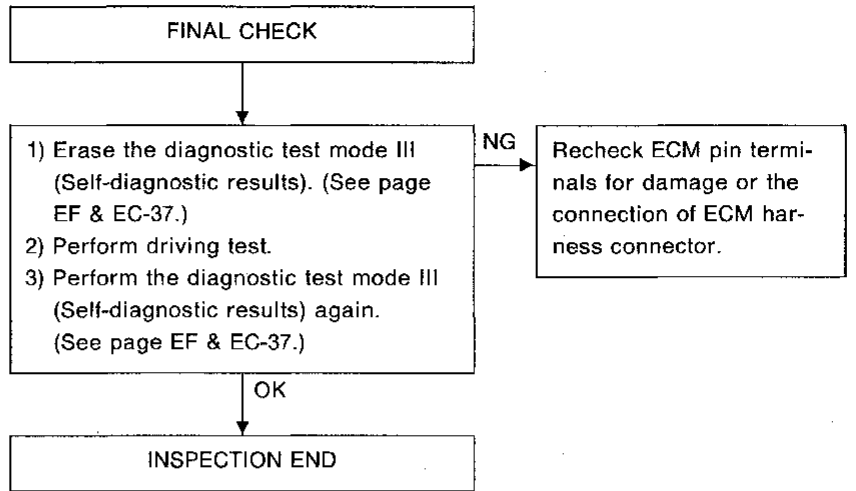 FINAL CHECK
1) Erase the diagnostic test mode III
(Self-diagnostic results). (See page
EF & EC-37.)
2) Perform driving test.
3) Perform the diagnostic test mode III
(Self-diagnostic results) again.
(See page EF & EC-37.)
NG
Recheck ECM pin termi-
nals for damage or the
connection of ECM har-
ness connector.
OK
INSPECTION END